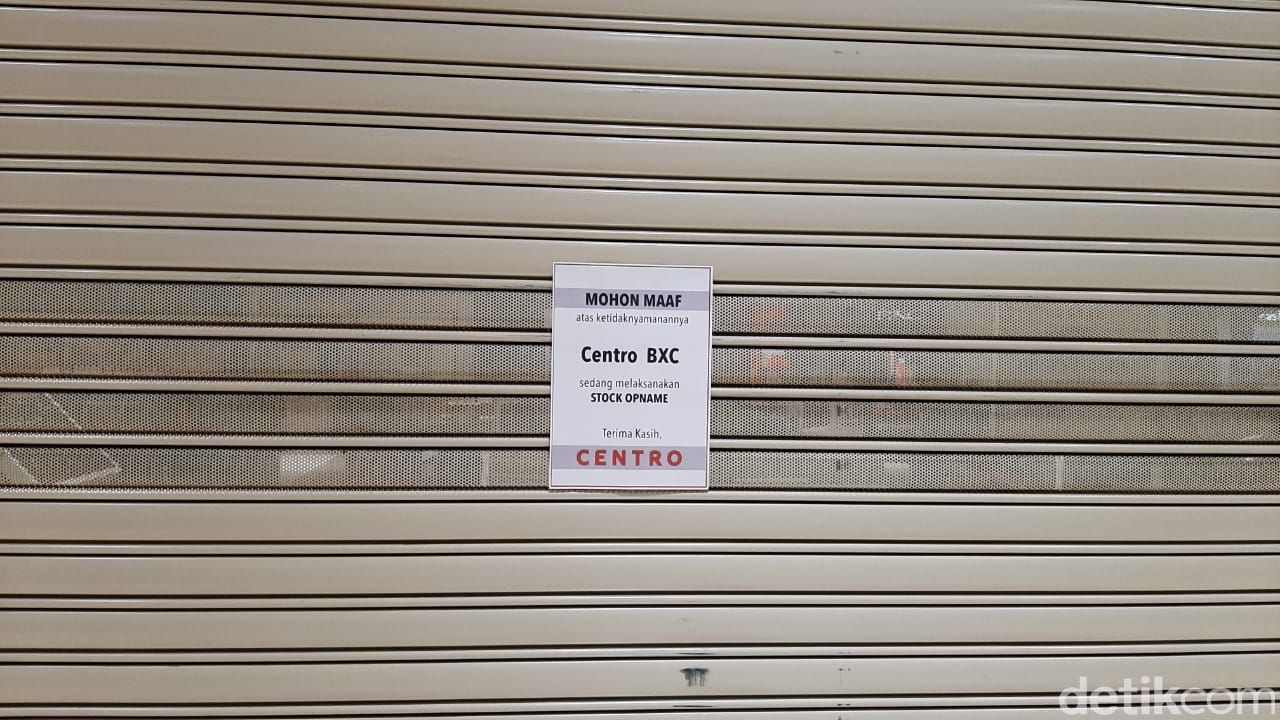 MOHON MAAF
atas ketidaknyamanannya
Centro BXC
sedang melaksanakan
STOCK OPNAME
Terima Kasih,
CENTRO
detikcom